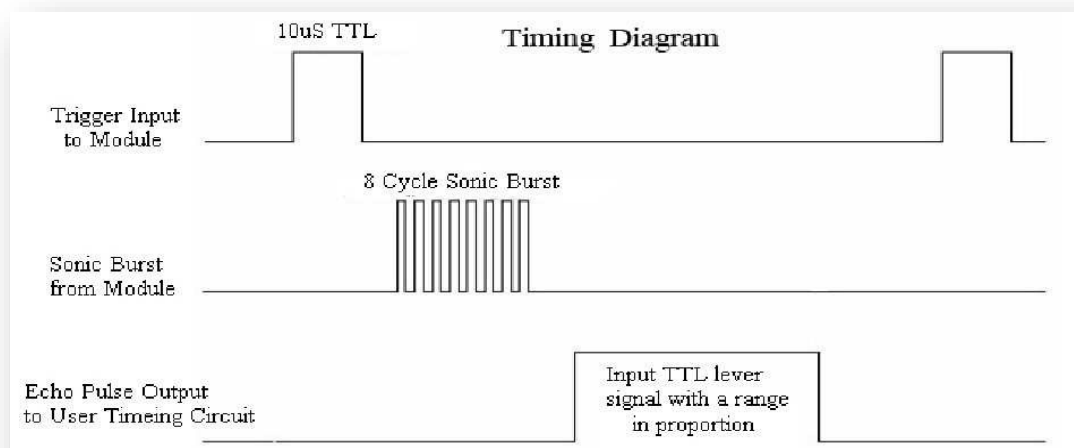 10uS TTL
Timing Diagram
Trigger Input
to Module
8 Cycle Sonic Burst
Sonic Burst
from Module
Echo Pulse Output
to User Timeing Circuit
Input TTL lever
signal with a range
in proportion